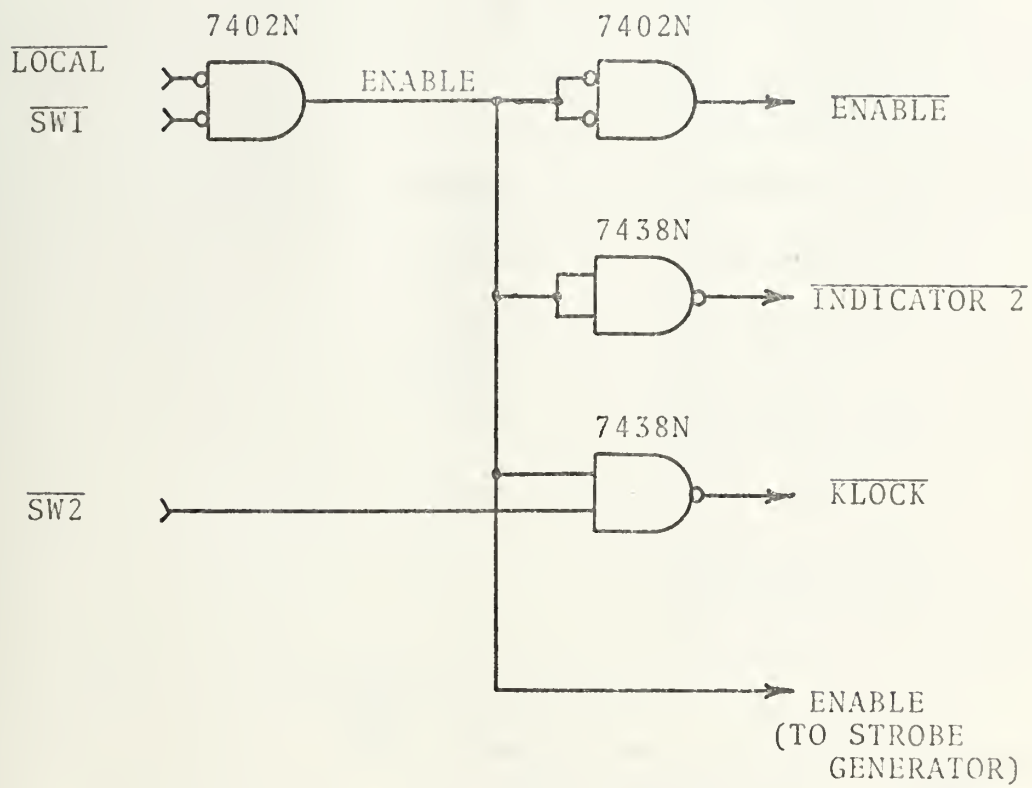 7402N
7402N
LOCAL
SW1
ENABLE
ENABLE
7438N
INDICATOR 2
7438N
SW2
KLOCK
ENABLE
(TO STROBE
GENERATOR)